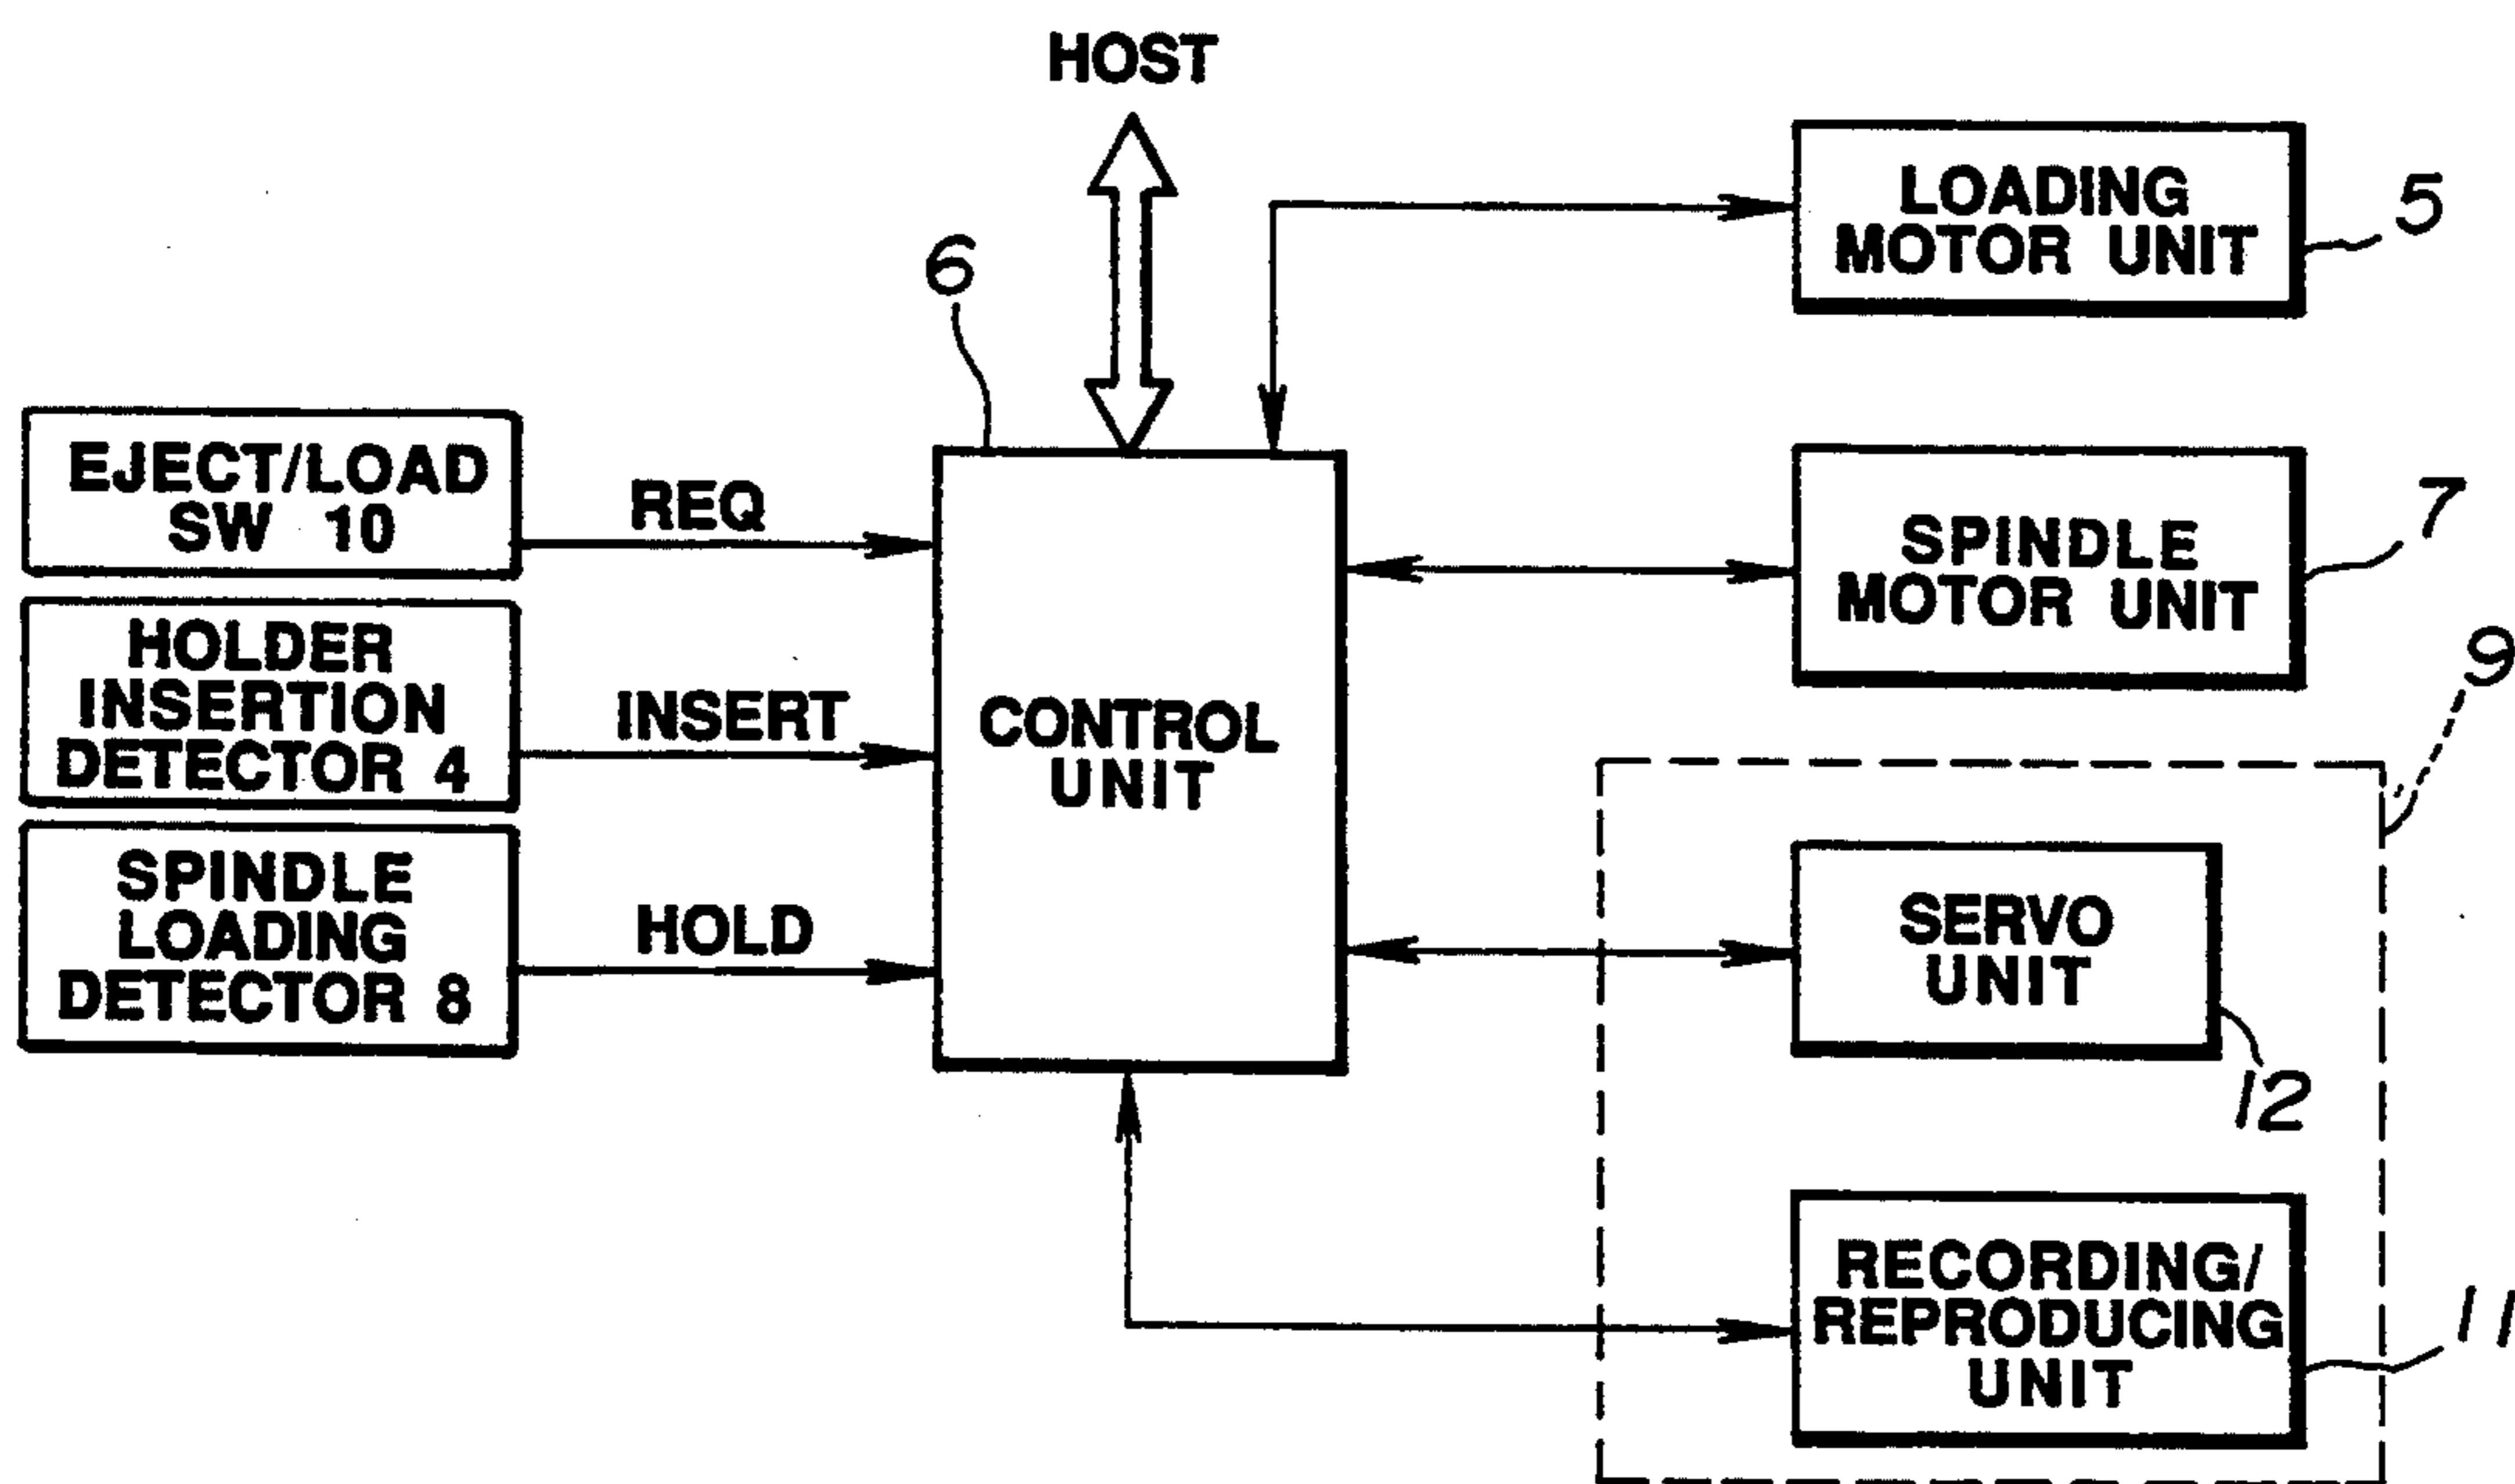 HOST
LOADING
MOTOR UNIT
5
6
EJECT/LOAD
SW 10
REQ
SPINDLE
MOTOR UNIT
7
HOLDER
INSERTION
DETECTOR 4
INSERT
CONTROL
UNIT
9
SPINDLE
LOADING
DETECTOR 8
HOLD
SERVO
UNIT
12
RECORDING/
REPRODUCING
UNIT
11